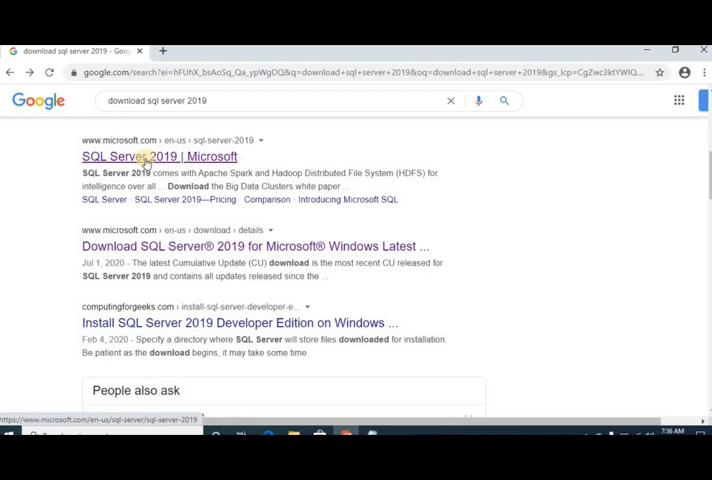 download sql server 2019 - Goo
google.com/search?ei=hFUhX_bsAoSq_Qa_ypWgDQ&q=download+sql+server+2019&oq=download+sql+server+2019&gs_lcp=CgZwc3ktYWIQ...
Google
download sql server 2019
www.microsoft.com › en-us › sql-server-2019
SQL Server 2019 | Microsoft
SQL Server 2019 comes with Apache Spark and Hadoop Distributed File System (HDFS) for
intelligence over all ... Download the Big Data Clusters white paper ...
SQL Server · SQL Server 2019—Pricing · Comparison · Introducing Microsoft SQL
www.microsoft.com › en-us › download › details
Download SQL Server® 2019 for Microsoft® Windows Latest ...
Jul 1, 2020 - The latest Cumulative Update (CU) download is the most recent CU released for
SQL Server 2019 and contains all updates released since the ...
computingforgeeks.com › install-sql-server-developer-e...
Install SQL Server 2019 Developer Edition on Windows ...
Feb 4, 2020 - Specify a directory where SQL Server will store files downloaded for installation.
Be patient as the download begins, it may take some time.
People also ask
https://www.microsoft.com/en-us/sql-server/sql-server-2019
7:36 AM